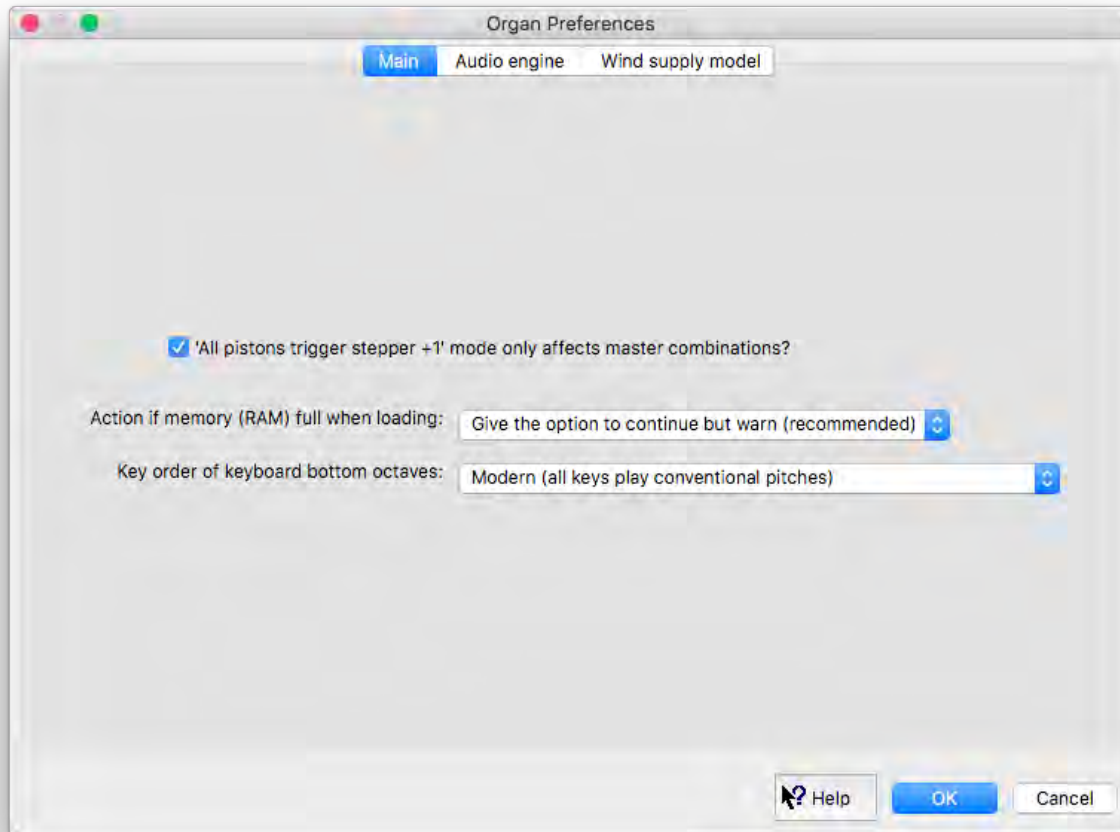 Organ Preferences
Main Audio engine Wind supply model
'All pistons trigger stepper +1' mode only affects master combinations?
Action if memory (RAM) full when loading: Give the option to continue but warn (recommended)
Key order of keyboard bottom octaves: Modern (all keys play conventional pitches)
? Help OK Cancel